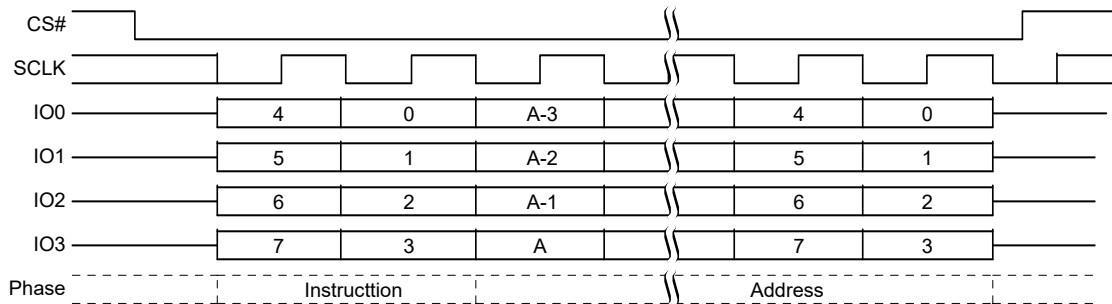 CS#
SCLK
IO0 4 0 A-3 4 0
IO1 5 1 A-2 5 1
IO2 6 2 A-1 6 2
IO3 7 3 A 7 3
Phase Instructtion Address